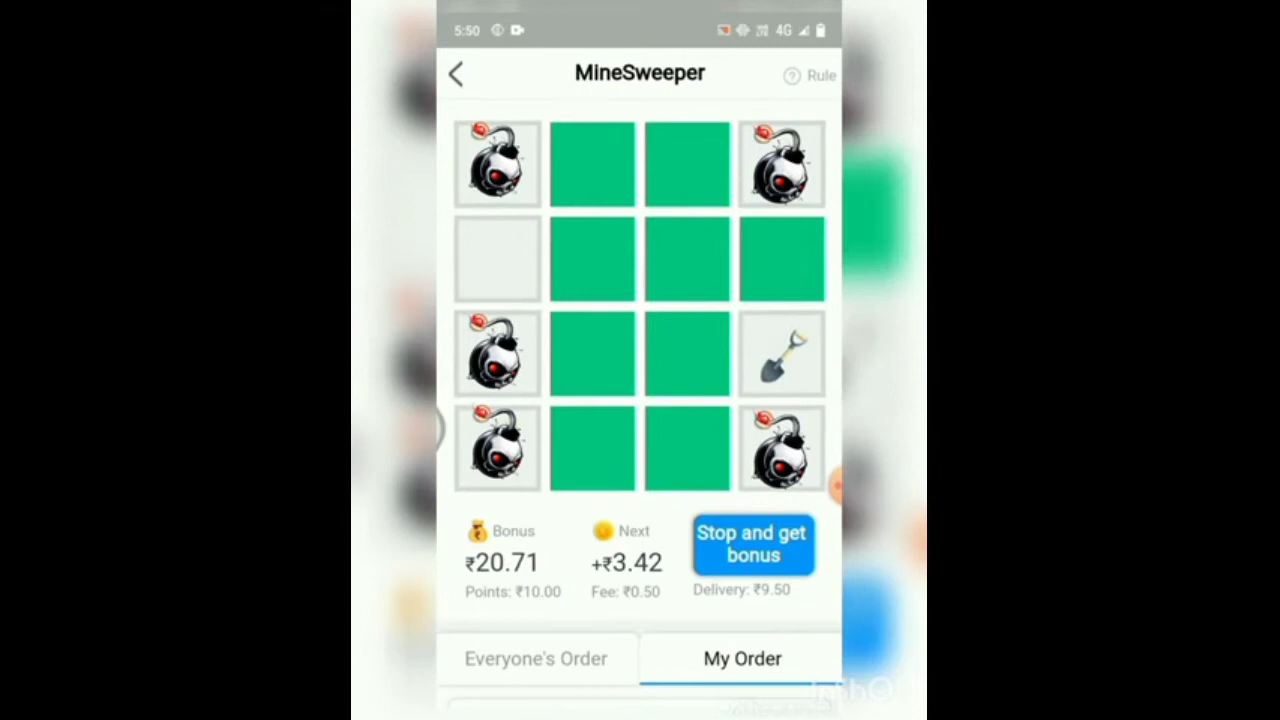 5:50 4G
MineSweeper
Rule
Bonus
Next
Stop and get
bonus
₹20.71
+₹3.42
Points: ₹10.00
Fee: ₹0.50
Delivery: ₹9.50
Everyone's Order
My Order